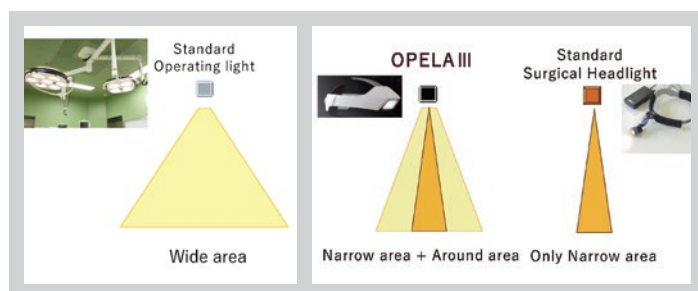 Standard
Operating light
Wide area
OPELA III
Standard
Surgical Headlight
Narrow area + Around area
Only Narrow area